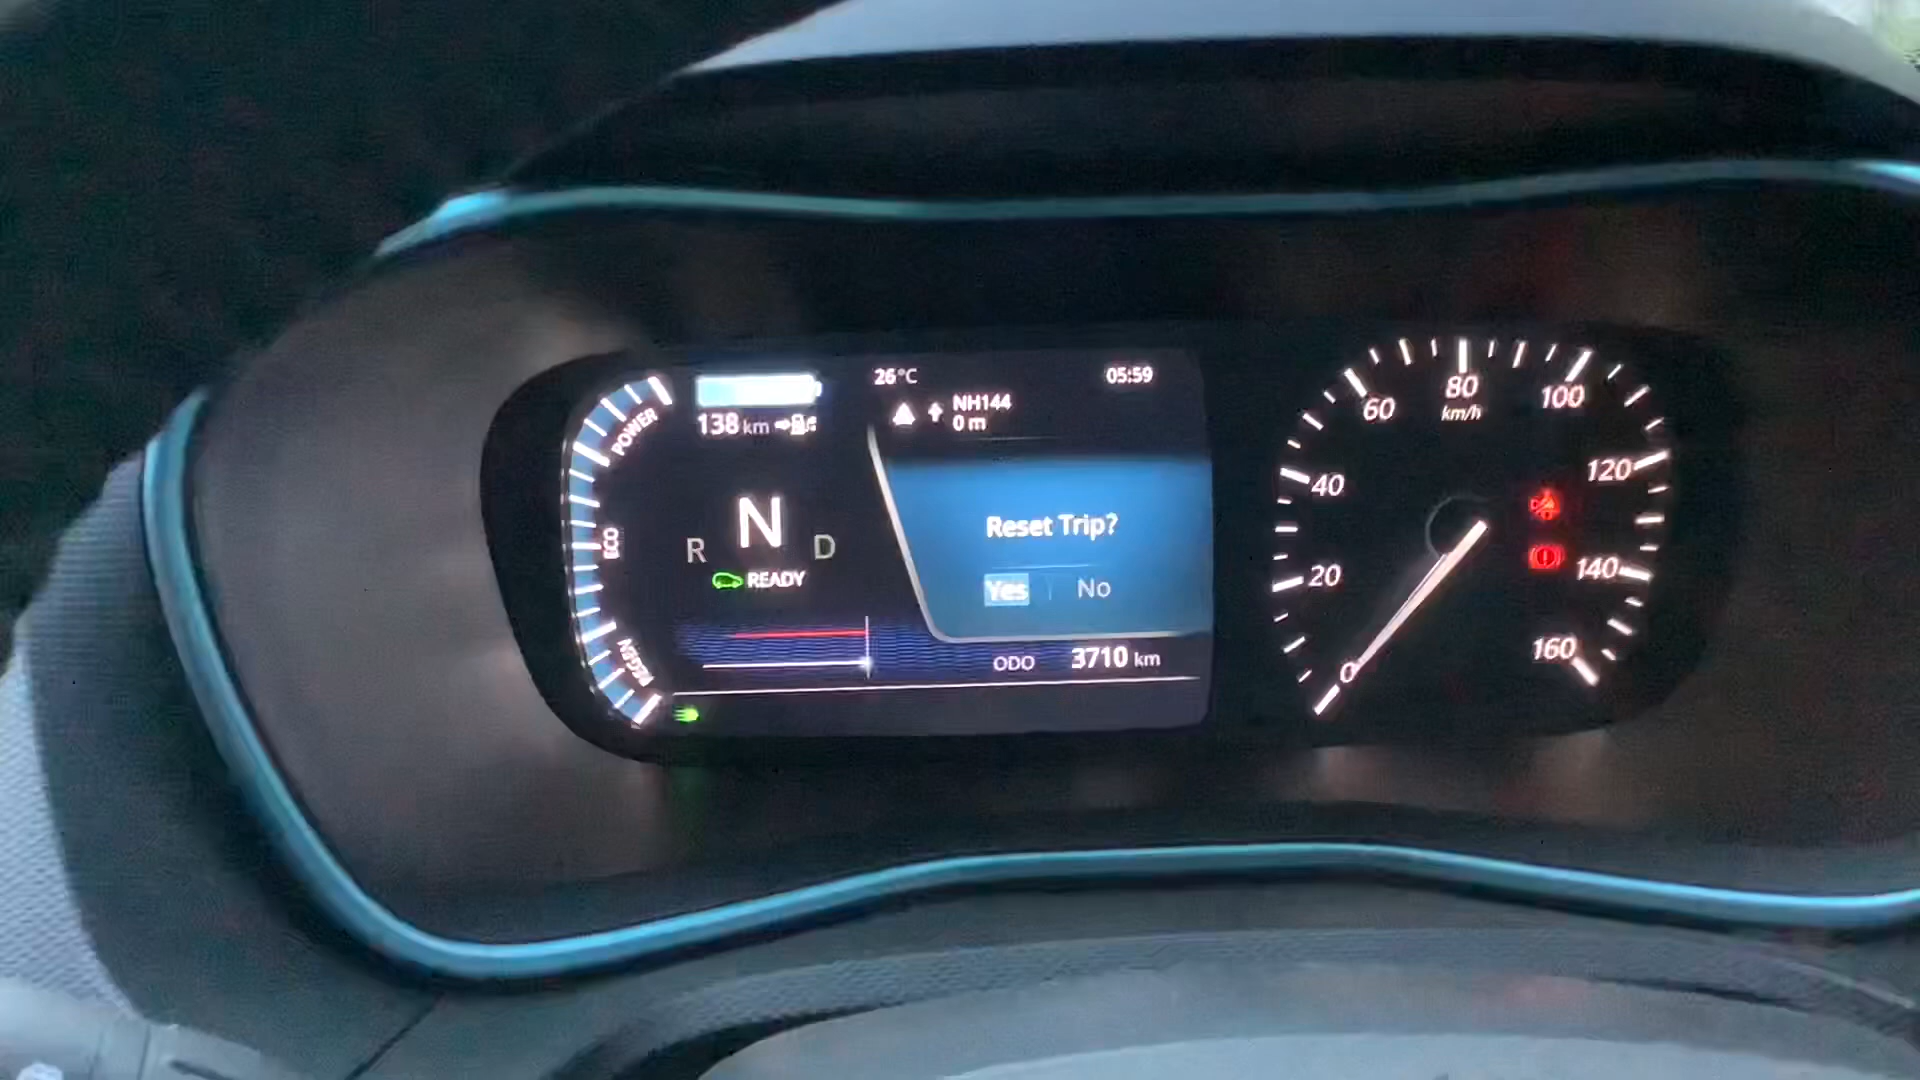 26°C
05:59
138 km
NH144
0 m
POWER
ECO
REGEN
R
N
D
READY
Reset Trip?
Yes
No
ODO 3710 km
0
20
40
60
80
km/h
100
120
140
160